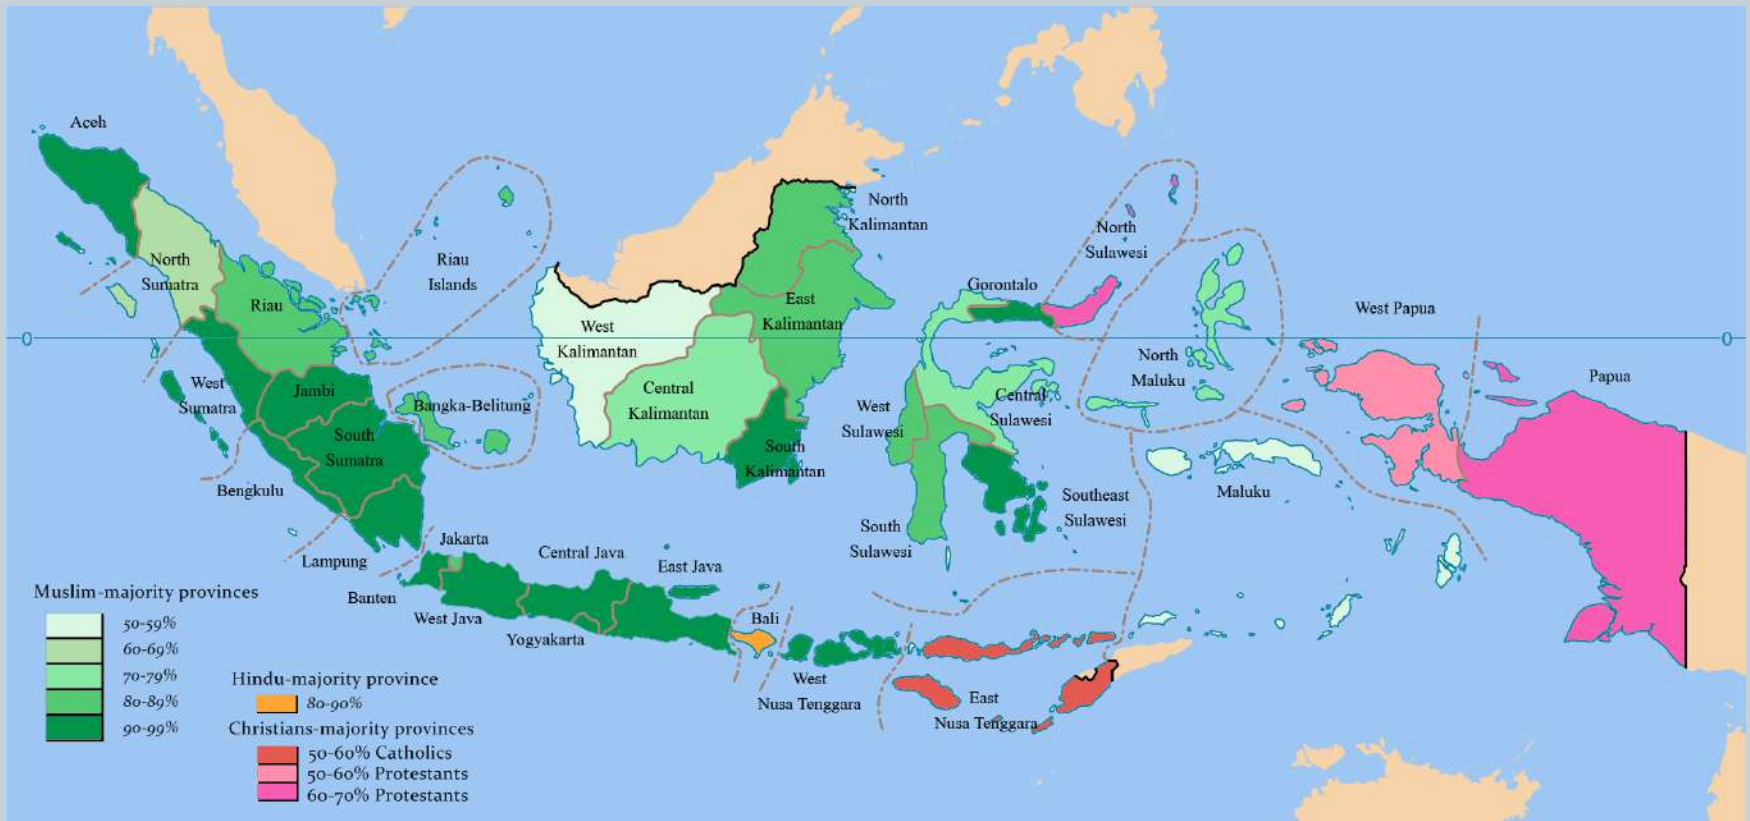 Aceh
North
Sumatra
Riau
Riau
Islands
North
Kalimantan
North
Sulawesi
Gorontalo
West Papua
East
Kalimantan
West
Kalimantan
0
0
North
Maluku
Papua
West
Sumatra
Jambi
Bangka-Belitung
Central
Kalimantan
West
Sulawesi
Central
Sulawesi
South
Sumatra
South
Kalimantan
Bengkulu
Maluku
Southeast
Sulawesi
South
Sulawesi
Lampung
Jakarta
Central Java
East Java
Banten
West Java
Yogyakarta
Bali
West
Nusa Tenggara
East
Nusa Tenggara
Muslim-majority provinces
50-59%
60-69%
70-79%
80-89%
90-99%
Hindu-majority province
80-90%
Christians-majority provinces
50-60% Catholics
50-60% Protestants
60-70% Protestants